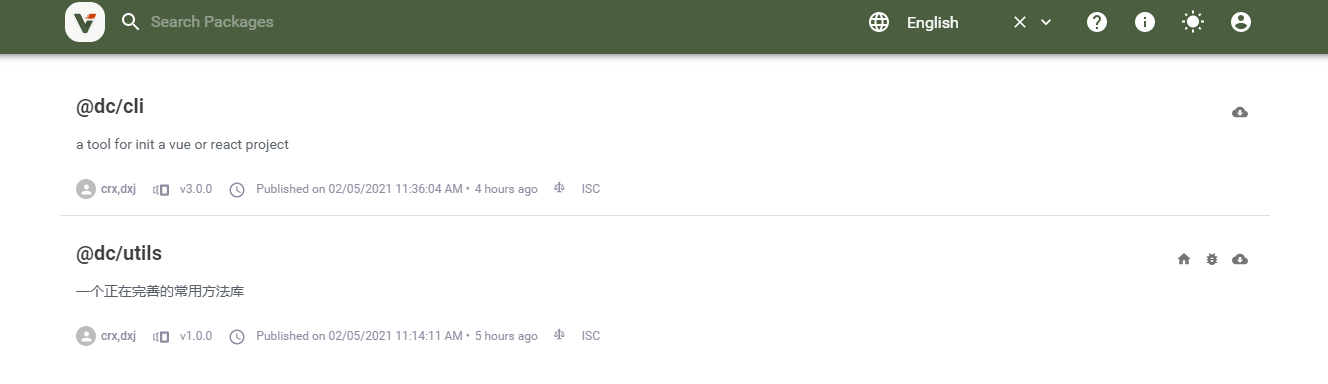 Search Packages English
@dc/cli
a tool for init a vue or react project
crx,dxj v3.0.0 Published on 02/05/2021 11:36:04 AM • 4 hours ago ISC
@dc/utils
一个正在完善的常用方法库
crx,dxj v1.0.0 Published on 02/05/2021 11:14:11 AM • 5 hours ago ISC